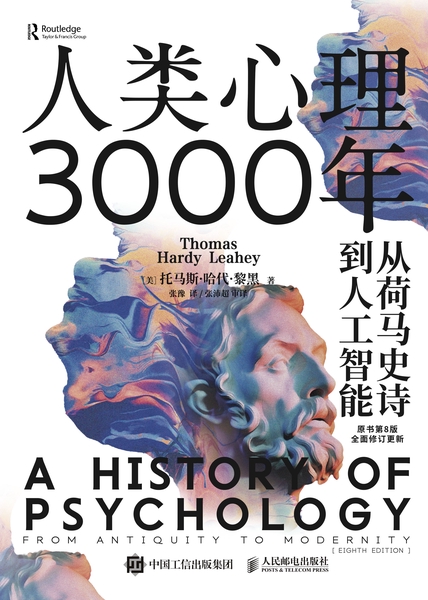 Routledge
Taylor & Francis Group
人类心理
3000年
Thomas
Hardy Leahey
[美] 托马斯·哈代·黎黑 著
张豫 译 / 张沛超 审译
从荷马史诗
到人工智能
原书第8版
全面修订更新
A HISTORY OF
PSYCHOLOGY
FROM ANTIQUITY TO MODERNITY
[ EIGHTH EDITION ]
中国工信出版集团
人民邮电出版社
POSTS & TELECOM PRESS